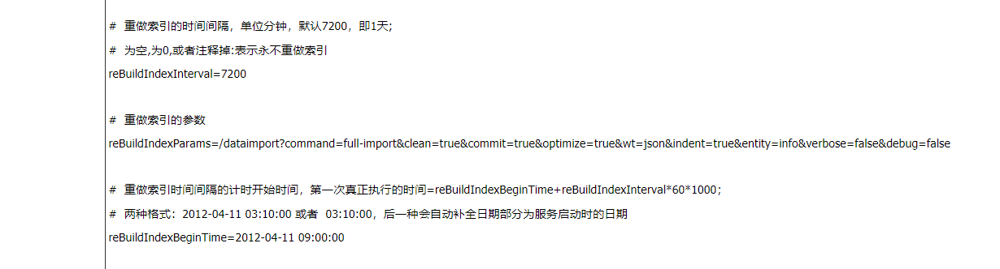 #  重做索引的时间间隔，单位分钟，默认7200，即1天;
#  为空,为0,或者注释掉:表示永不重做索引
reBuildIndexInterval=7200
#  重做索引的参数
reBuildIndexParams=/dataimport?command=full-import&clean=true&commit=true&optimize=true&wt=json&indent=true&entity=info&verbose=false&debug=false
#  重做索引时间间隔的计时开始时间，第一次真正执行的时间=reBuildIndexBeginTime+reBuildIndexInterval*60*1000；
#  两种格式：2012-04-11 03:10:00 或者  03:10:00，后一种会自动补全日期部分为服务启动时的日期
reBuildIndexBeginTime=2012-04-11 09:00:00